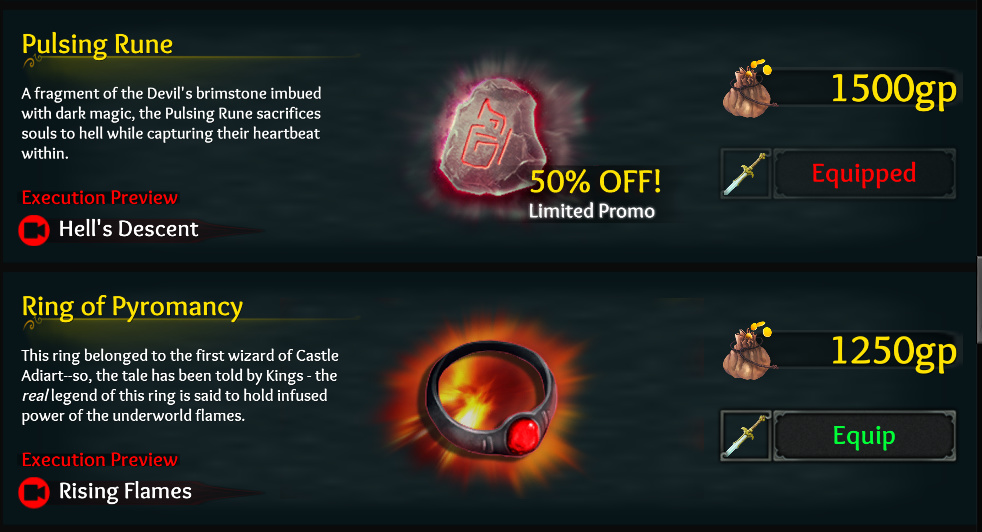 Pulsing Rune
A fragment of the Devil's brimstone imbued
with dark magic, the Pulsing Rune sacrifices
souls to hell while capturing their heartbeat
within.
Execution Preview
Hell's Descent
50% OFF!
Limited Promo
1500gp
Equipped
Ring of Pyromancy
This ring belonged to the first wizard of Castle
Adiart--so, the tale has been told by Kings - the
real legend of this ring is said to hold infused
power of the underworld flames.
Execution Preview
Rising Flames
1250gp
Equip